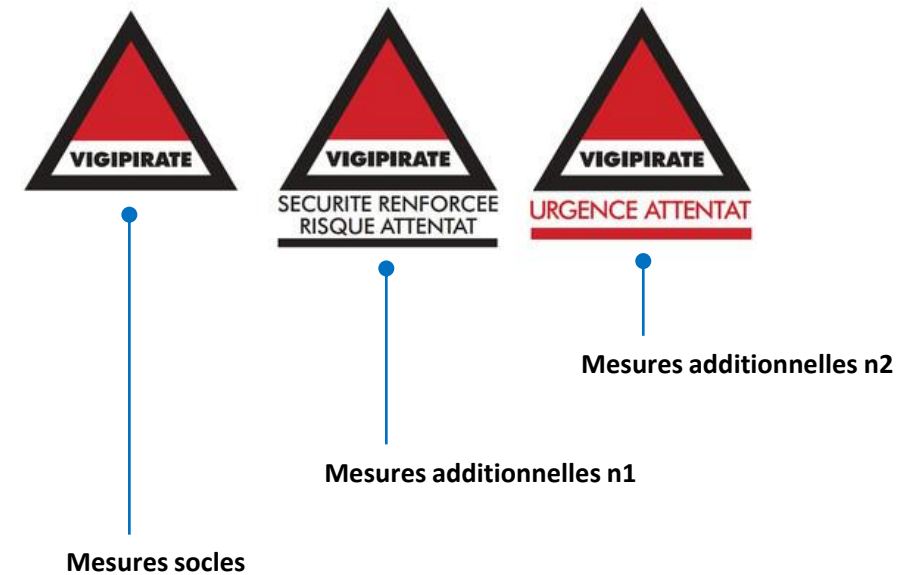 VIGIPIRATE
VIGIPIRATE
SECURITE RENFORCEE
RISQUE ATTENTAT
VIGIPIRATE
URGENCE ATTENTAT
Mesures additionnelles n2
Mesures additionnelles n1
Mesures socles